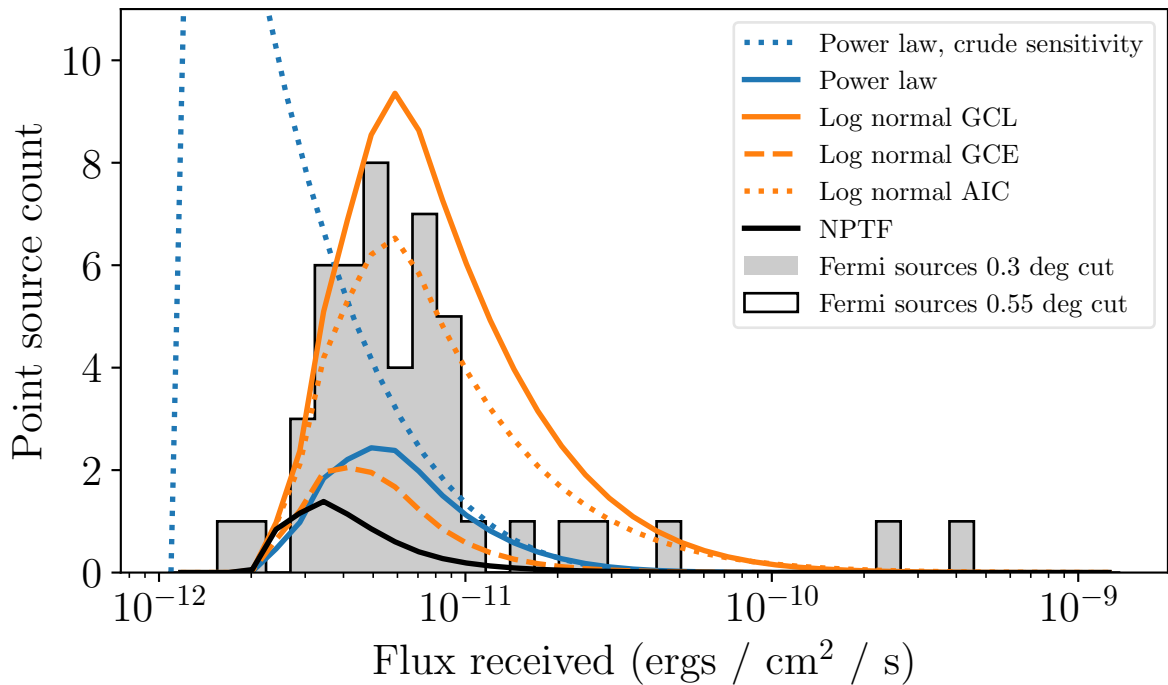 Point source count
10
8
6
4
2
0
10⁻¹²
10⁻¹¹
10⁻¹⁰
10⁻⁹
Flux received (ergs / cm² / s)
Power law, crude sensitivity
Power law
Log normal GCL
Log normal GCE
Log normal AIC
NPTF
Fermi sources 0.3 deg cut
Fermi sources 0.55 deg cut